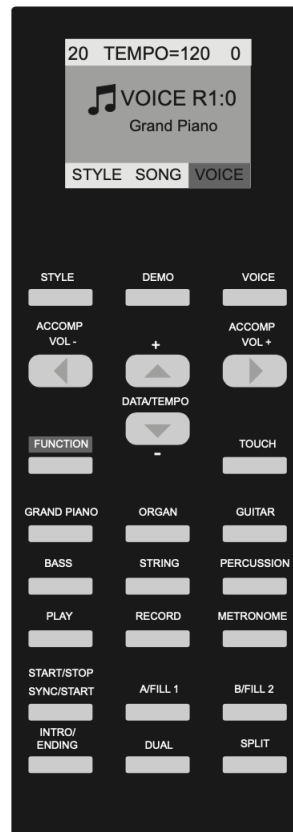 20 TEMPO=120 0
VOICE R1:0
Grand Piano
STYLE SONG VOICE
STYLE DEMO VOICE
ACCOMP VOL - + ACCOMP VOL +
DATA/TEMPO
-
FUNCTION TOUCH
GRAND PIANO ORGAN GUITAR
BASS STRING PERCUSSION
PLAY RECORD METRONOME
START/STOP
SYNC/START A/FILL 1 B/FILL 2
INTRO/
ENDING DUAL SPLIT